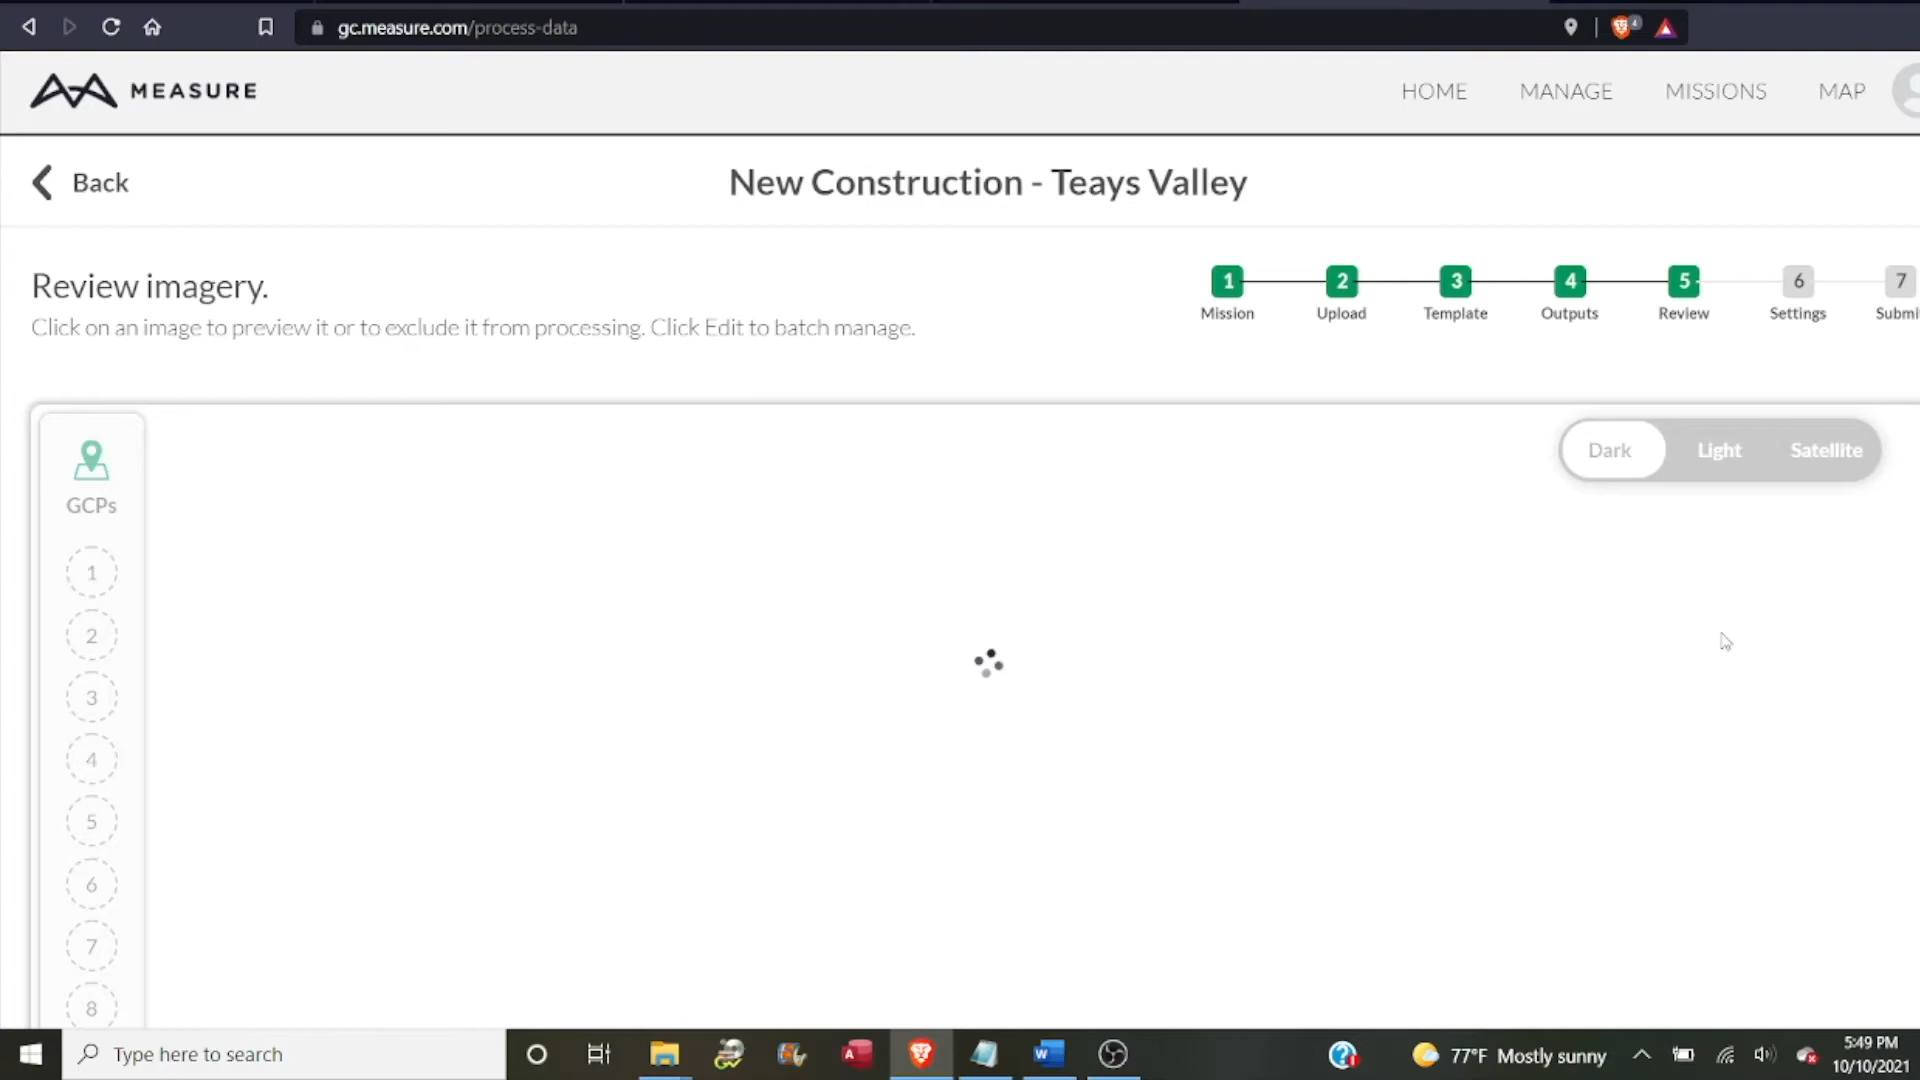 gc.measure.com/process-data
4
MEASURE
HOME MANAGE MISSIONS MAP
Back
New Construction - Teays Valley
Review imagery.
Click on an image to preview it or to exclude it from processing. Click Edit to batch manage.
1 2 3 4 5 6 7
Mission Upload Template Outputs Review Settings Submi
Dark Light Satellite
GCPs
1
2
3
4
5
6
7
8
Type here to search
77°F Mostly sunny
5:49 PM
10/10/2021